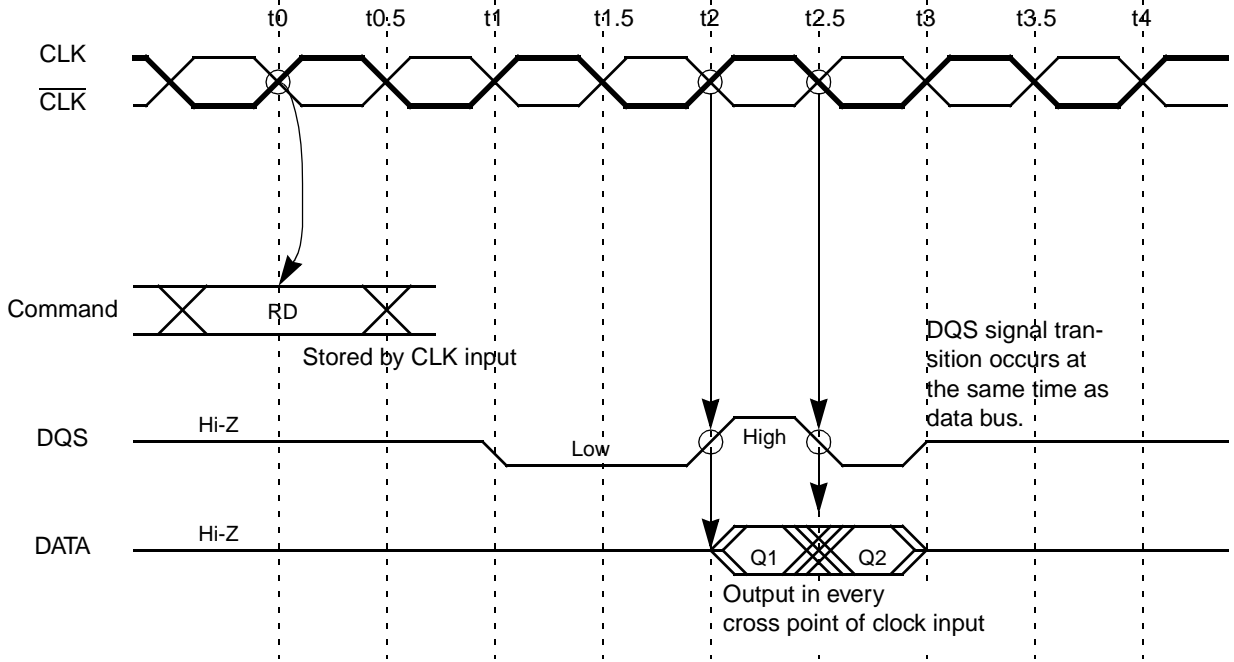 t0 t0.5 t1 t1.5 t2 t2.5 t3 t3.5 t4
CLK
CLK
Command
RD
Stored by CLK input
DQS signal tran-
sition occurs at
the same time as
data bus.
DQS
Hi-Z
Low
High
DATA
Hi-Z
Q1
Q2
Output in every
cross point of clock input